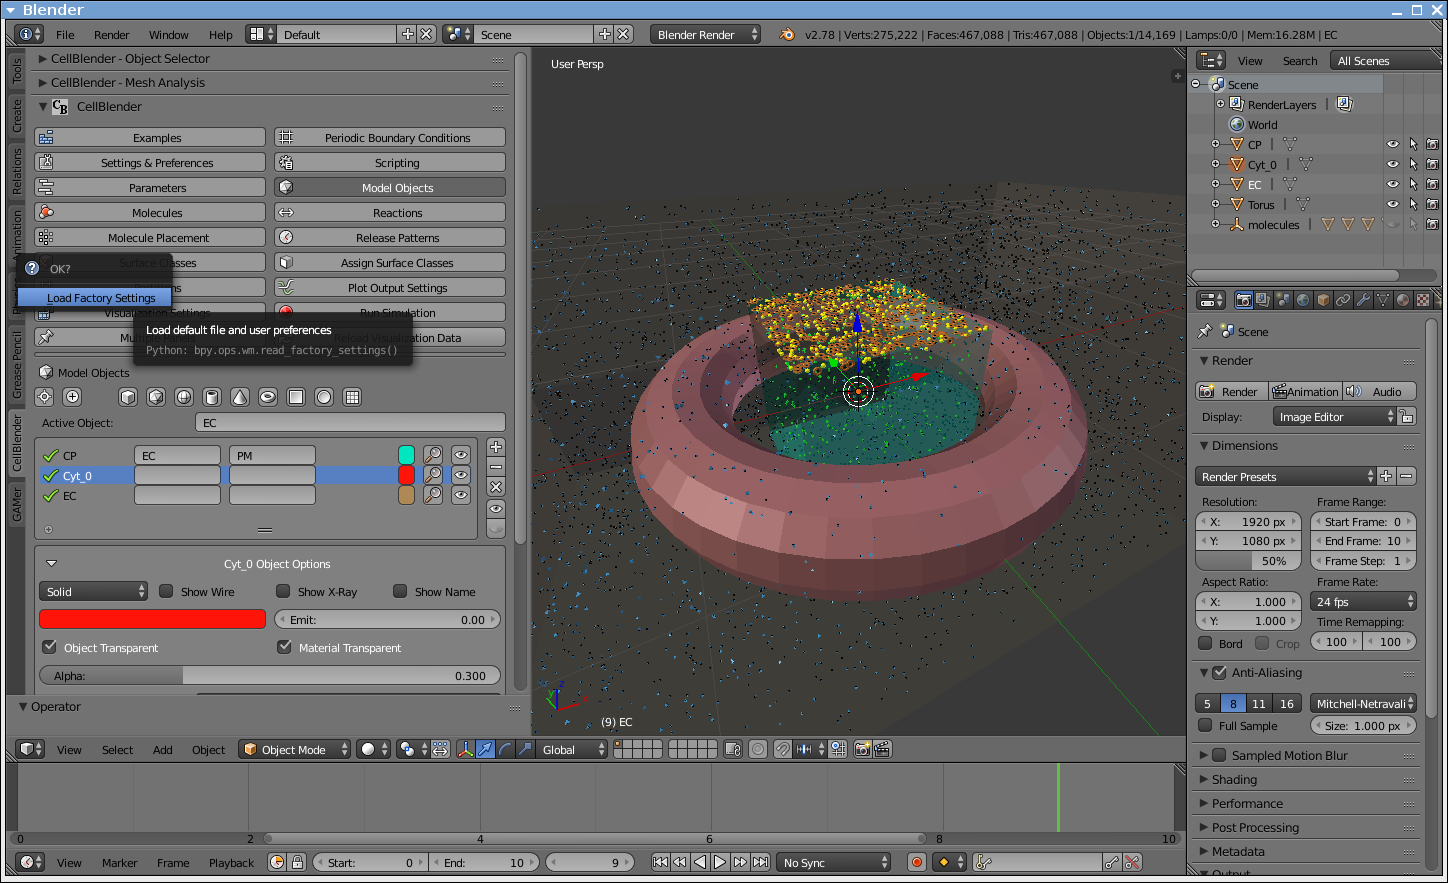 Blender
File Render Window Help Default Scene Blender Render v2.78 | Verts:275,222 | Faces:467,088 | Tris:467,088 | Objects:1/14,169 | Lamps:0/0 | Mem:16.28M | EC
Tools
Create
Relations
Animation
Grease Pencil
CellBlender
GAMer
CellBlender - Object Selector
CellBlender - Mesh Analysis
CellBlender
Examples Periodic Boundary Conditions
Settings & Preferences Scripting
Parameters Model Objects
Molecules Reactions
Molecule Placement Release Patterns
Surface Classes Assign Surface Classes
Plot Output Settings
Visualization Settings Run Simulation
Multiple Panels Reload Visualization Data
OK?
Load Factory Settings
Load default file and user preferences
Python: bpy.ops.wm.read_factory_settings()
Model Objects
Active Object: EC
CP EC PM
Cyt_0
EC
Cyt_0 Object Options
Solid Show Wire Show X-Ray Show Name
Emit: 0.00
Object Transparent Material Transparent
Alpha: 0.300
Operator
User Persp
(9) EC
View Select Add Object Object Mode Global
0 2 4 6 8 10
View Marker Frame Playback Start: 0 End: 10 9 No Sync
View Search All Scenes
Scene
RenderLayers
World
CP
Cyt_0
EC
Torus
molecules
Scene
Render
Render Animation Audio
Display: Image Editor
Dimensions
Render Presets
Resolution: Frame Range:
X: 1920 px Start Frame: 0
Y: 1080 px End Frame: 10
50% Frame Step: 1
Aspect Ratio: Frame Rate:
X: 1.000 24 fps
Y: 1.000 Time Remapping:
Bord Crop 100 100
Anti-Aliasing
5 8 11 16 Mitchell-Netravali
Full Sample Size: 1.000 px
Sampled Motion Blur
Shading
Performance
Post Processing
Metadata
Output